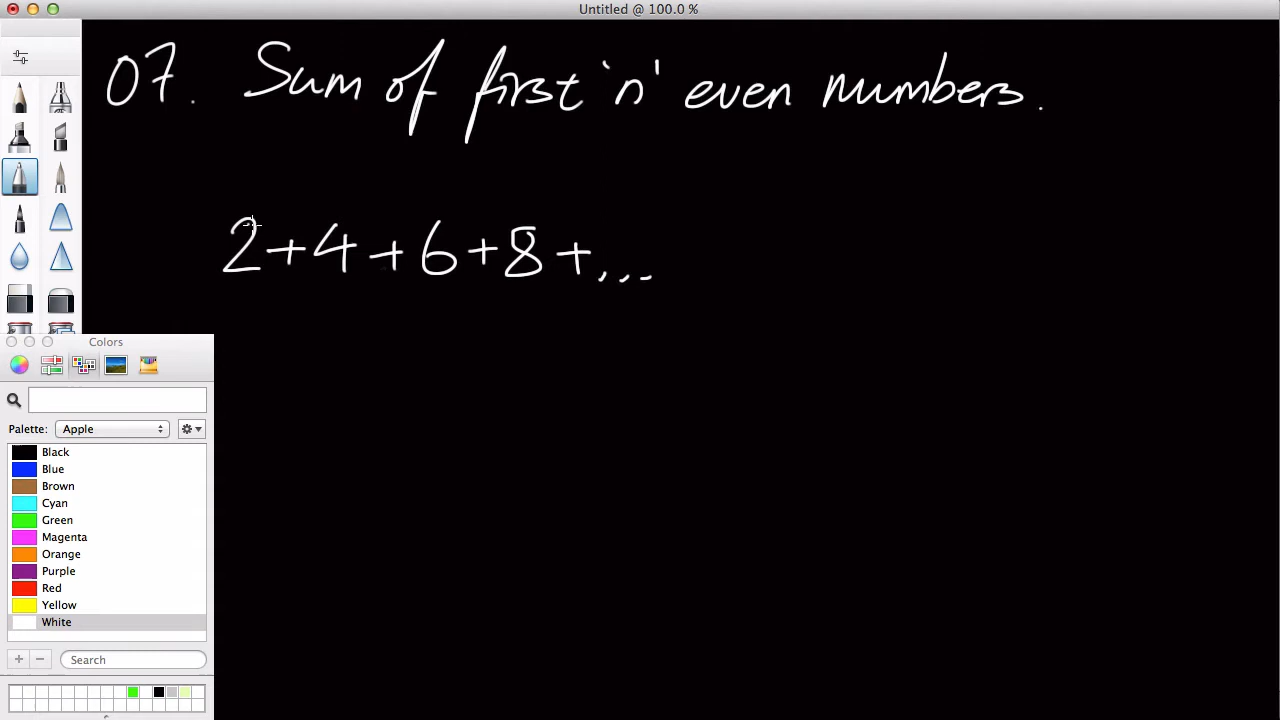 Untitled @ 100.0 %
07. Sum of first 'n' even numbers.
2+4+6+8+...
Colors
Palette: Apple
Black
Blue
Brown
Cyan
Green
Magenta
Orange
Purple
Red
Yellow
White
Search